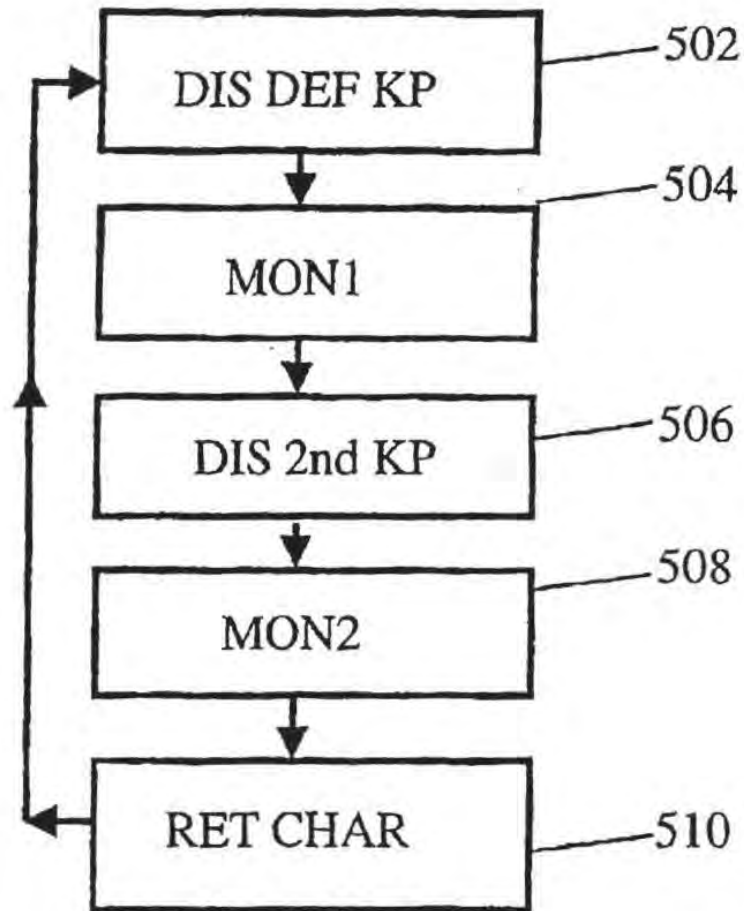 DIS DEF KP
502
504
MON1
DIS 2nd KP
506
508
MON2
RET CHAR
510